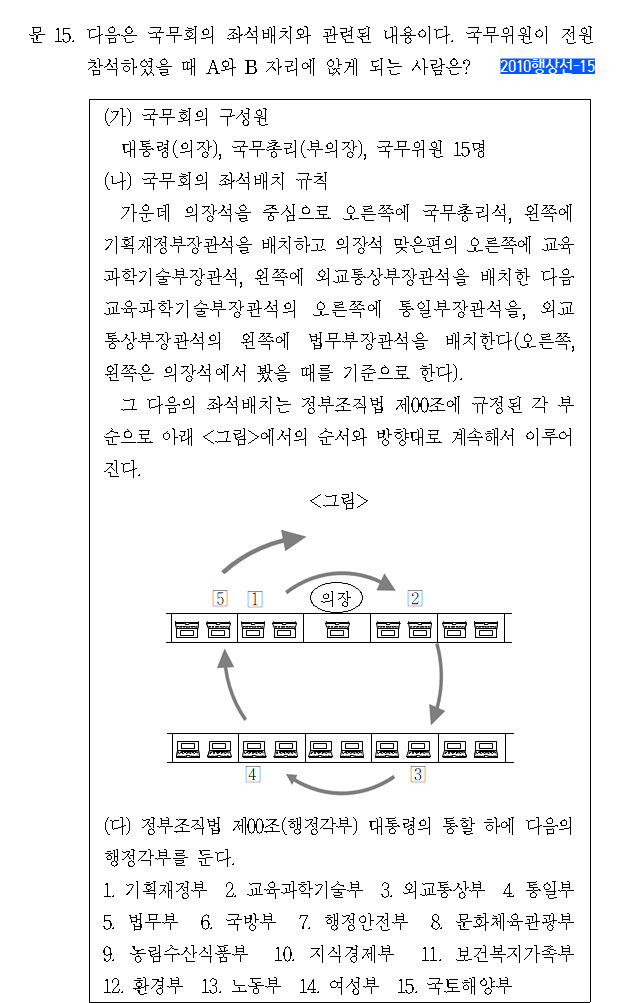 문 15. 다음은 국무회의 좌석배치와 관련된 내용이다. 국무위원이 전원
참석하였을 때 A와 B 자리에 앉게 되는 사람은? 2010행상선-15
(가) 국무회의 구성원
대통령(의장), 국무총리(부의장), 국무위원 15명
(나) 국무회의 좌석배치 규칙
가운데 의장석을 중심으로 오른쪽에 국무총리석, 왼쪽에
기획재정부장관석을 배치하고 의장석 맞은편의 오른쪽에 교육
과학기술부장관석, 왼쪽에 외교통상부장관석을 배치한 다음
교육과학기술부장관석의 오른쪽에 통일부장관석을, 외교
통상부장관석의 왼쪽에 법무부장관석을 배치한다(오른쪽,
왼쪽은 의장석에서 봤을 때를 기준으로 한다).
그 다음의 좌석배치는 정부조직법 제00조에 규정된 각 부
순으로 아래 <그림>에서의 순서와 방향대로 계속해서 이루어
진다.
<그림>
5 1 의장 2
4 3
(다) 정부조직법 제00조(행정각부) 대통령의 통할 하에 다음의
행정각부를 둔다.
1. 기획재정부 2. 교육과학기술부 3. 외교통상부 4. 통일부
5. 법무부 6. 국방부 7. 행정안전부 8. 문화체육관광부
9. 농림수산식품부 10. 지식경제부 11. 보건복지가족부
12. 환경부 13. 노동부 14. 여성부 15. 국토해양부